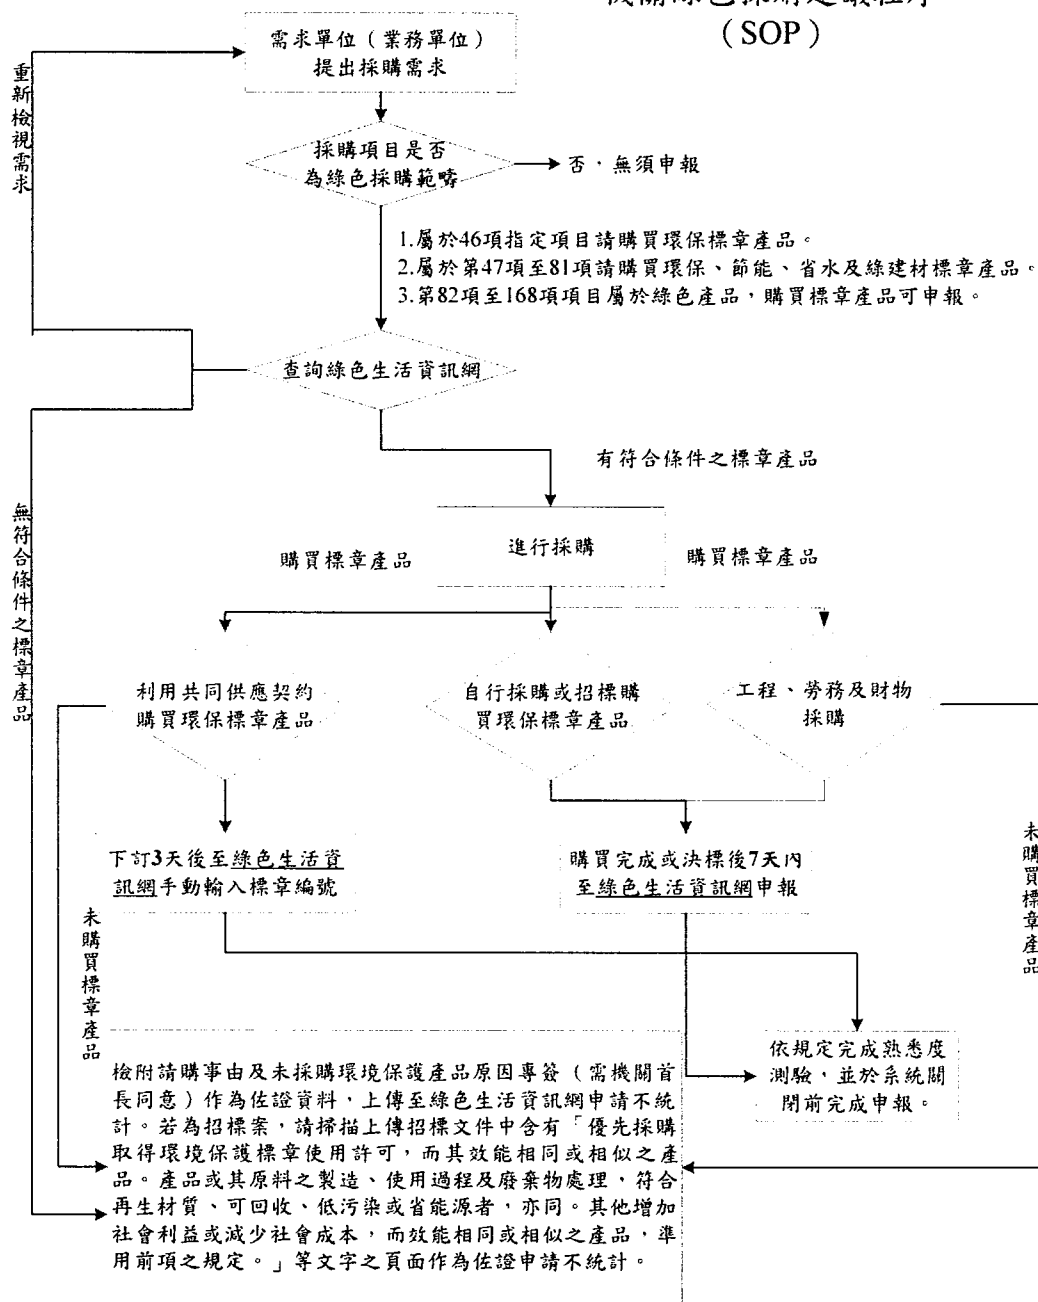 機關綠色採購建議程序
（SOP）
需求單位（業務單位）
提出採購需求
重新檢視需求
採購項目是否
為綠色採購範疇
否，無須申報
1.屬於46項指定項目請購買環保標章產品。
2.屬於第47項至81項請購買環保、節能、省水及綠建材標章產品。
3.第82項至168項項目屬於綠色產品，購買標章產品可申報。
查詢綠色生活資訊網
有符合條件之標章產品
無符合條件之標章產品
進行採購
購買標章產品
購買標章產品
利用共同供應契約
購買環保標章產品
自行採購或招標購
買環保標章產品
工程、勞務及財物
採購
下訂3天後至綠色生活資
訊網手動輸入標章編號
購買完成或決標後7天內
至綠色生活資訊網申報
未購買標章產品
未購買標章產品
依規定完成熟悉度
測驗，並於系統關
閉前完成申報。
檢附請購事由及未採購環境保護產品原因專簽（需機關首
長同意）作為佐證資料，上傳至綠色生活資訊網申請不統
計。若為招標案，請掃描上傳招標文件中含有「優先採購
取得環境保護標章使用許可，而其效能相同或相似之產
品。產品或其原料之製造、使用過程及廢棄物處理，符合
再生材質、可回收、低污染或省能源者，亦同。其他增加
社會利益或減少社會成本，而效能相同或相似之產品，準
用前項之規定。」等文字之頁面作為佐證申請不統計。